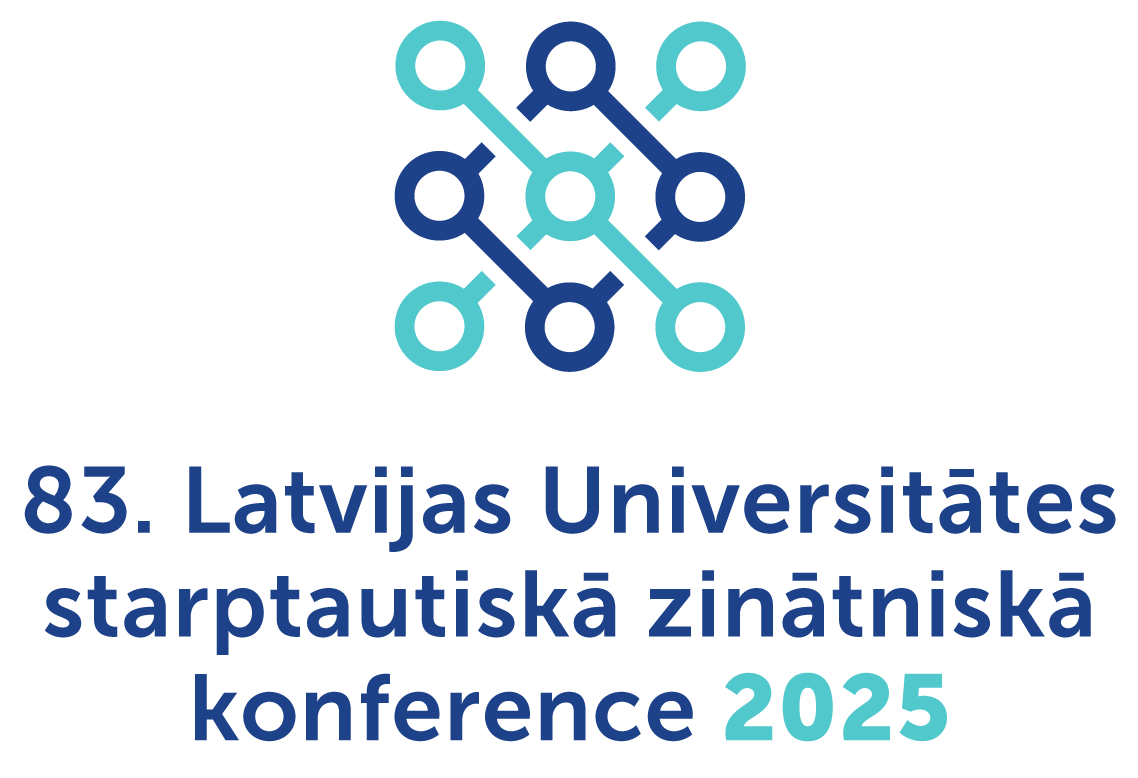 83. Latvijas Universitātes
starptautiskā zinātniskā
konference 2025